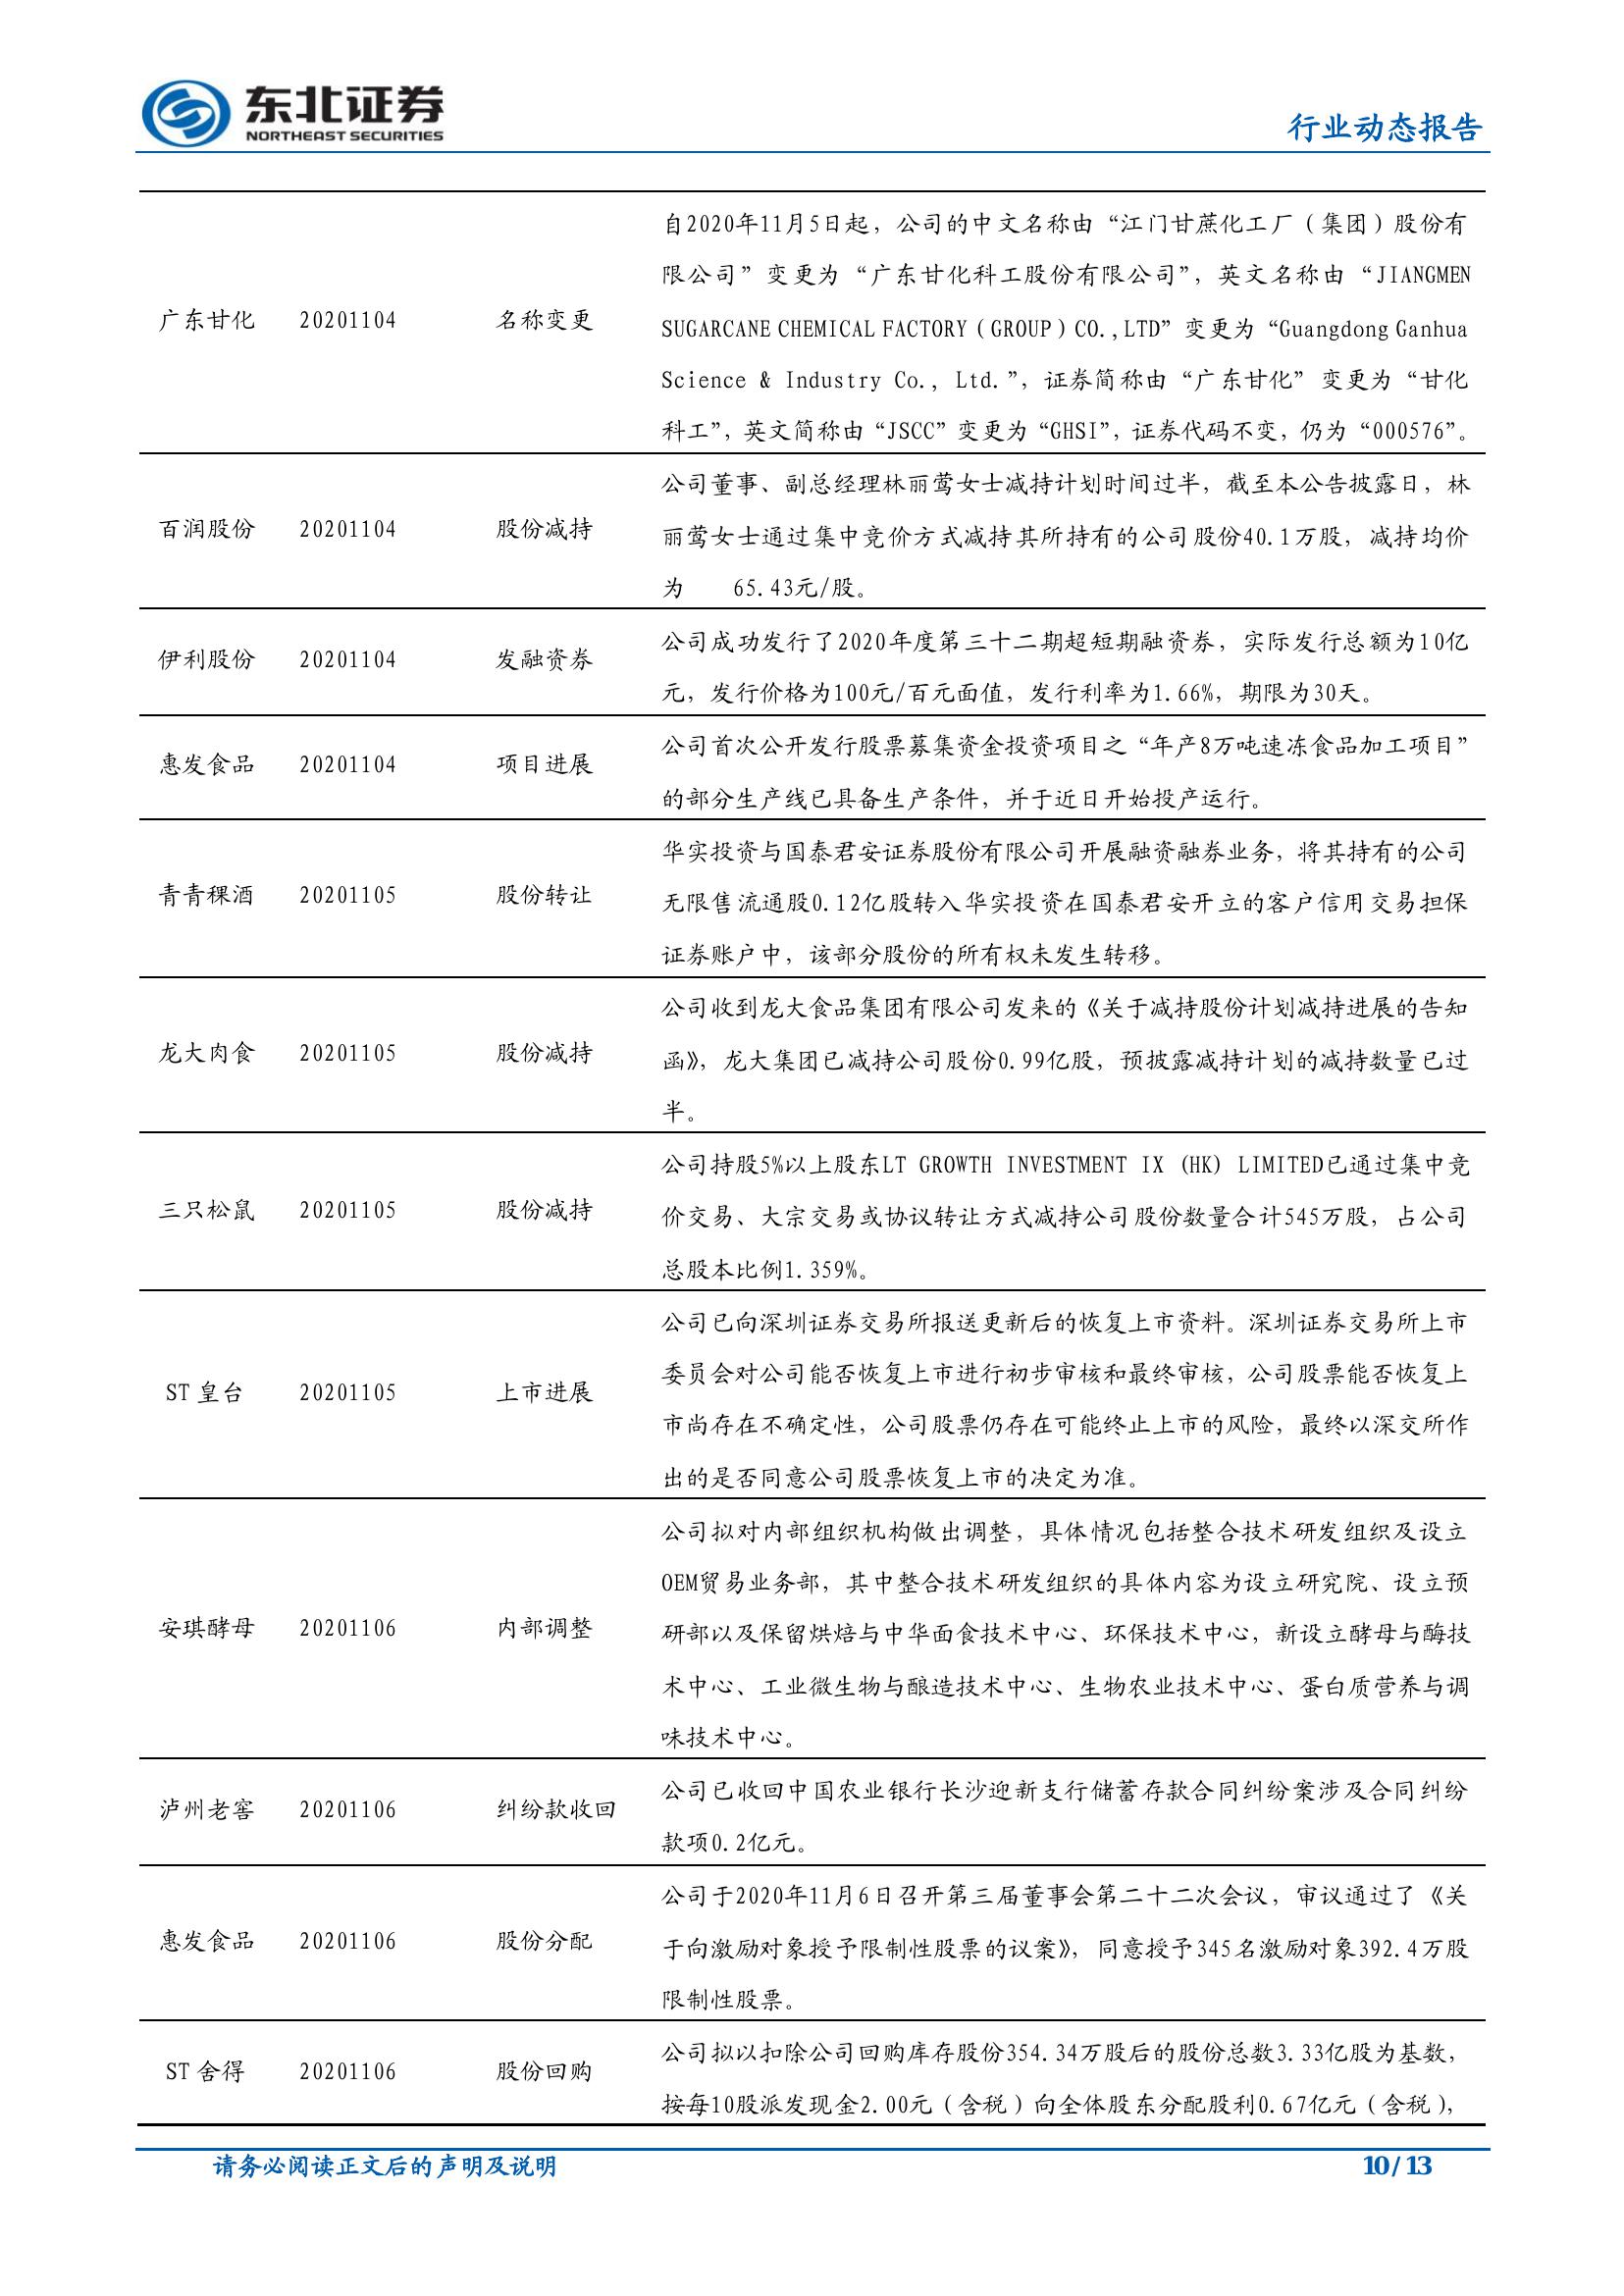 东北证券
NORTHEAST SECURITIES
行业动态报告
广东甘化 20201104 名称变更
自2020年11月5日起，公司的中文名称由“江门甘蔗化工厂（集团）股份有
限公司”变更为“广东甘化科工股份有限公司”，英文名称由“JIANGMEN
SUGARCANE CHEMICAL FACTORY（GROUP）CO.,LTD”变更为“Guangdong Ganhua
Science & Industry Co., Ltd.”，证券简称由“广东甘化”变更为“甘化
科工”，英文简称由“JSCC”变更为“GHSI”，证券代码不变，仍为“000576”。
百润股份 20201104 股份减持
公司董事、副总经理林丽莺女士减持计划时间过半，截至本公告披露日，林
丽莺女士通过集中竞价方式减持其所持有的公司股份40.1万股，减持均价
为 65.43元/股。
伊利股份 20201104 发融资券
公司成功发行了2020年度第三十二期超短期融资券，实际发行总额为10亿
元，发行价格为100元/百元面值，发行利率为1.66%，期限为30天。
惠发食品 20201104 项目进展
公司首次公开发行股票募集资金投资项目之“年产8万吨速冻食品加工项目”
的部分生产线已具备生产条件，并于近日开始投产运行。
青青稞酒 20201105 股份转让
华实投资与国泰君安证券股份有限公司开展融资融券业务，将其持有的公司
无限售流通股0.12亿股转入华实投资在国泰君安开立的客户信用交易担保
证券账户中，该部分股份的所有权未发生转移。
龙大肉食 20201105 股份减持
公司收到龙大食品集团有限公司发来的《关于减持股份计划减持进展的告知
函》，龙大集团已减持公司股份0.99亿股，预披露减持计划的减持数量已过
半。
三只松鼠 20201105 股份减持
公司持股5%以上股东LT GROWTH INVESTMENT IX (HK) LIMITED已通过集中竞
价交易、大宗交易或协议转让方式减持公司股份数量合计545万股，占公司
总股本比例1.359%。
ST 皇台 20201105 上市进展
公司已向深圳证券交易所报送更新后的恢复上市资料。深圳证券交易所上市
委员会对公司能否恢复上市进行初步审核和最终审核，公司股票能否恢复上
市尚存在不确定性，公司股票仍存在可能终止上市的风险，最终以深交所作
出的是否同意公司股票恢复上市的决定为准。
安琪酵母 20201106 内部调整
公司拟对内部组织机构做出调整，具体情况包括整合技术研发组织及设立
OEM贸易业务部，其中整合技术研发组织的具体内容为设立研究院、设立预
研部以及保留烘焙与中华面食技术中心、环保技术中心，新设立酵母与酶技
术中心、工业微生物与酿造技术中心、生物农业技术中心、蛋白质营养与调
味技术中心。
泸州老窖 20201106 纠纷款收回
公司已收回中国农业银行长沙迎新支行储蓄存款合同纠纷案涉及合同纠纷
款项0.2亿元。
惠发食品 20201106 股份分配
公司于2020年11月6日召开第三届董事会第二十二次会议，审议通过了《关
于向激励对象授予限制性股票的议案》，同意授予345名激励对象392.4万股
限制性股票。
ST 舍得 20201106 股份回购
公司拟以扣除公司回购库存股份354.34万股后的股份总数3.33亿股为基数，
按每10股派发现金2.00元（含税）向全体股东分配股利0.67亿元（含税），
请务必阅读正文后的声明及说明
10 / 13